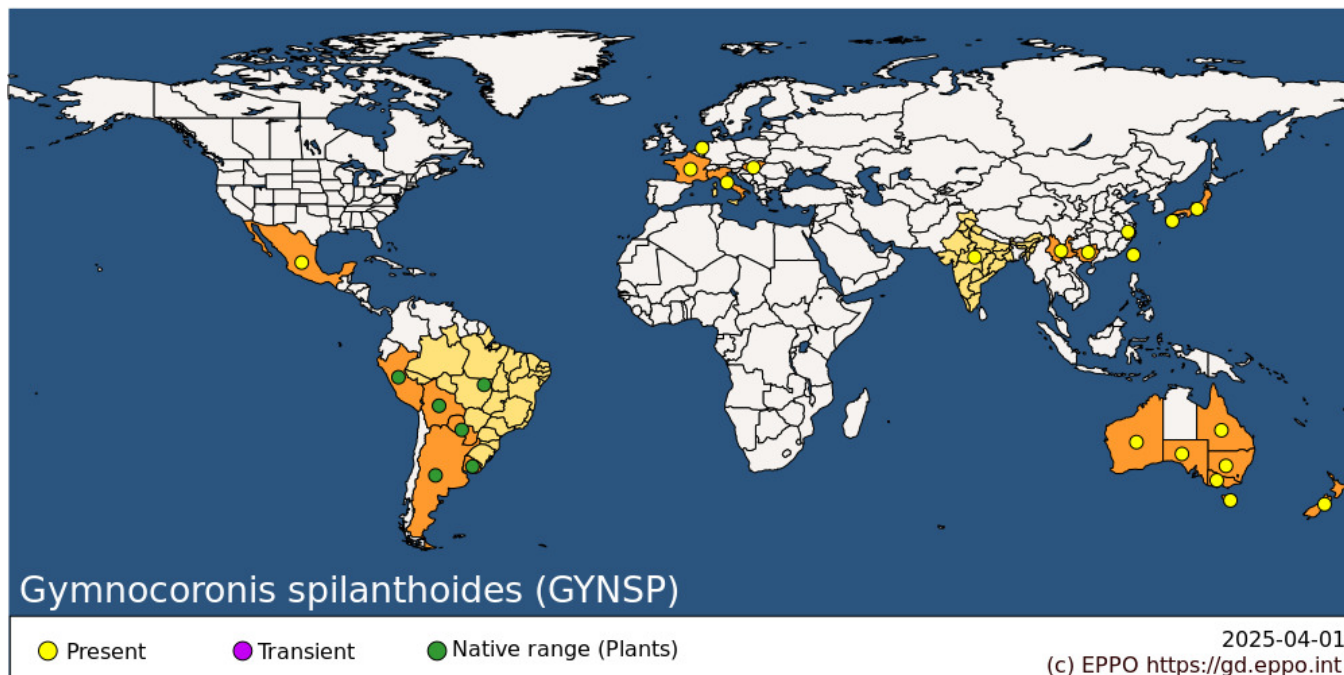 Gymnocoronis spilanthoides (GYNSP)
Present
Transient
Native range (Plants)
2025-04-01
(c) EPPO https://gd.eppo.int